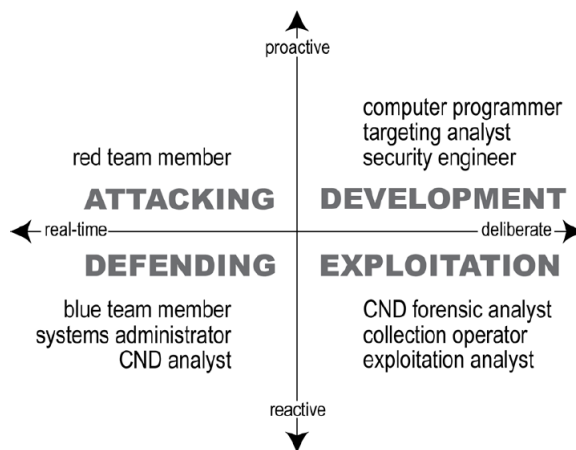 proactive
computer programmer
targeting analyst
red team member
security engineer
ATTACKING
DEVELOPMENT
real-time
deliberate
DEFENDING
EXPLOITATION
blue team member
systems administrator
CND analyst
CND forensic analyst
collection operator
exploitation analyst
reactive